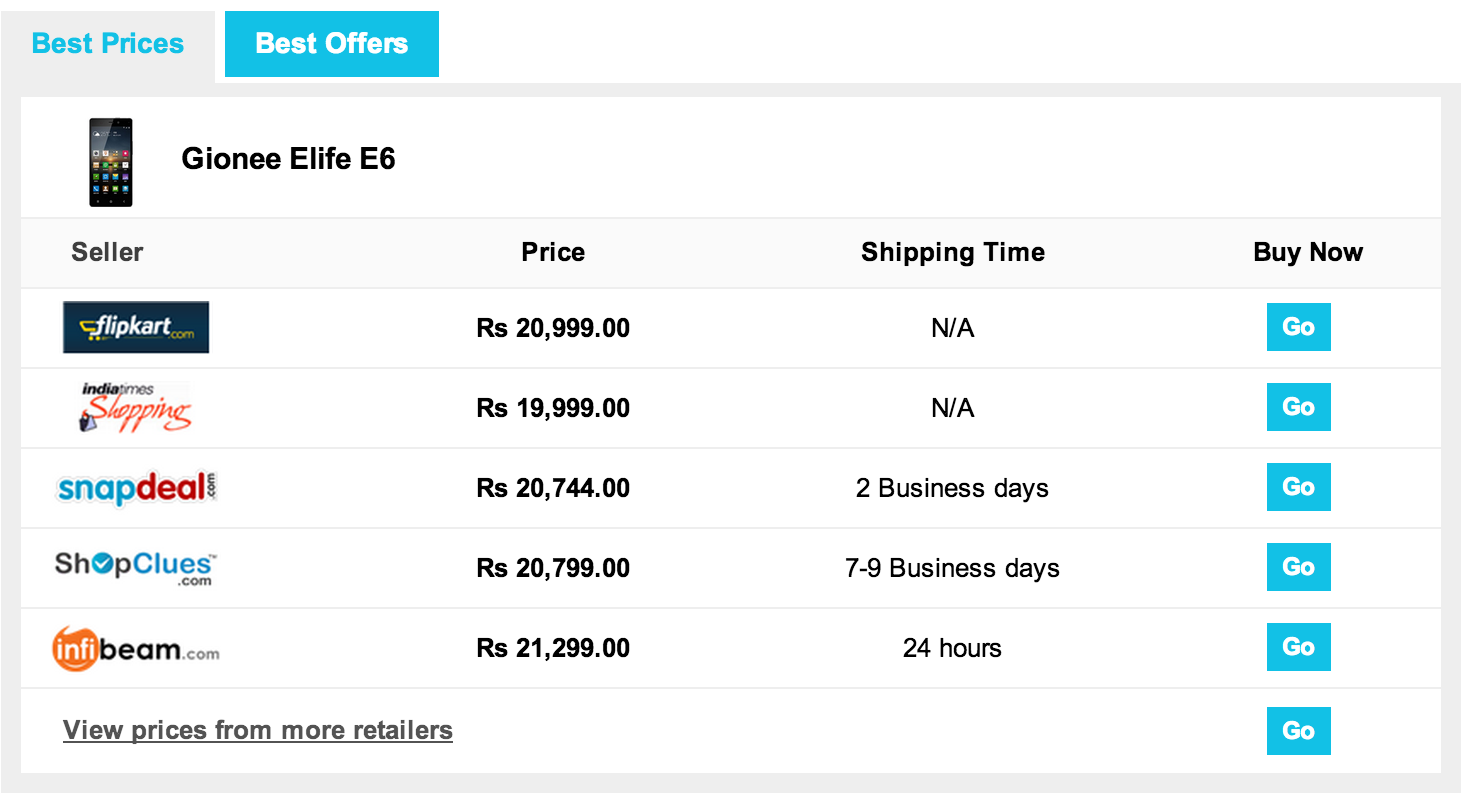 Best Prices Best Offers
Gionee Elife E6
Seller Price Shipping Time Buy Now
flipkart.com Rs 20,999.00 N/A Go
indiatimes
Shopping Rs 19,999.00 N/A Go
snapdeal.com Rs 20,744.00 2 Business days Go
ShopClues™
.com Rs 20,799.00 7-9 Business days Go
infibeam.com Rs 21,299.00 24 hours Go
View prices from more retailers Go